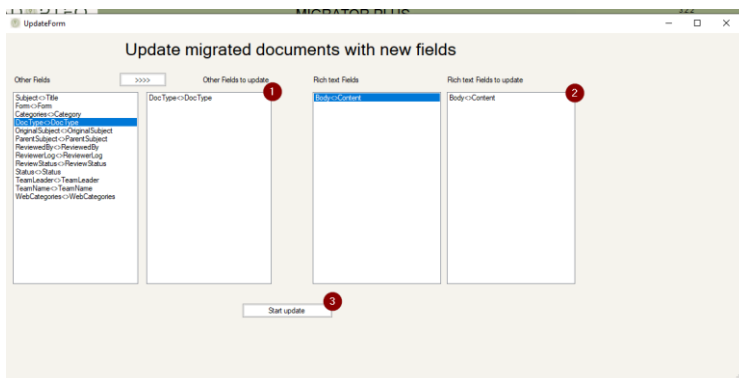 MIGRATOR PLUS
UpdateForm
Update migrated documents with new fields
Other Fields
>>>>
Other Fields to update
Rich text Fields
Rich text Fields to update
1
2
Subject<>Title
Form<>Form
Categories<>Category
DocType<>DocType
OriginalSubject<>OriginalSubject
ParentSubject<>ParentSubject
ReviewedBy<>ReviewedBy
ReviewerLog<>ReviewerLog
ReviewStatus<>ReviewStatus
Status<>Status
TeamLeader<>TeamLeader
TeamName<>TeamName
WebCategories<>WebCategories
DocType<>DocType
Body<>Content
Body<>Content
3
Start update